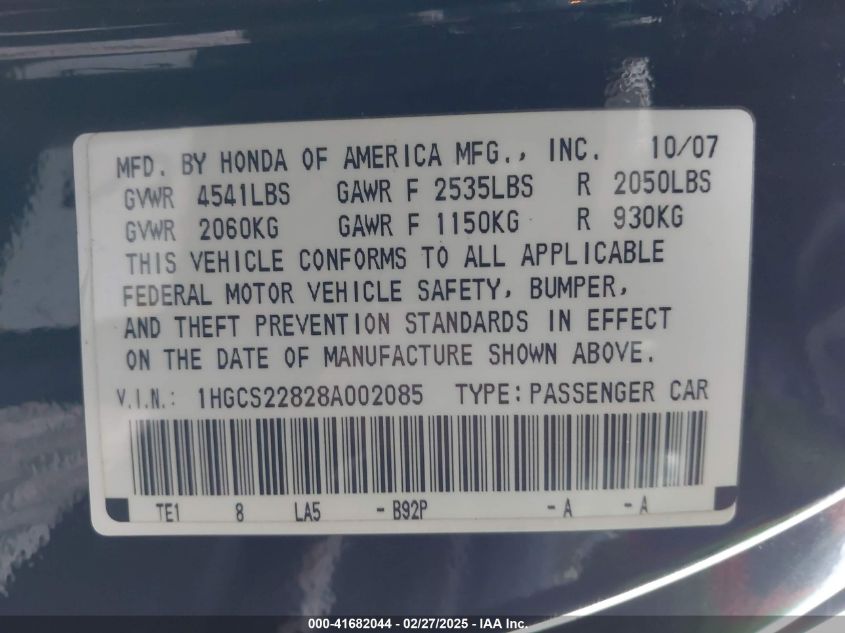 MFD. BY HONDA OF AMERICA MFG., INC. 10/07
GVWR 4541LBS GAWR F 2535LBS R 2050LBS
GVWR 2060KG GAWR F 1150KG R 930KG
THIS VEHICLE CONFORMS TO ALL APPLICABLE
FEDERAL MOTOR VEHICLE SAFETY, BUMPER,
AND THEFT PREVENTION STANDARDS IN EFFECT
ON THE DATE OF MANUFACTURE SHOWN ABOVE.
V.I.N.: 1HGCS22828A002085 TYPE: PASSENGER CAR
TE1 8 LA5 - B92P - A - A
000-41682044 - 02/27/2025 - IAA Inc.